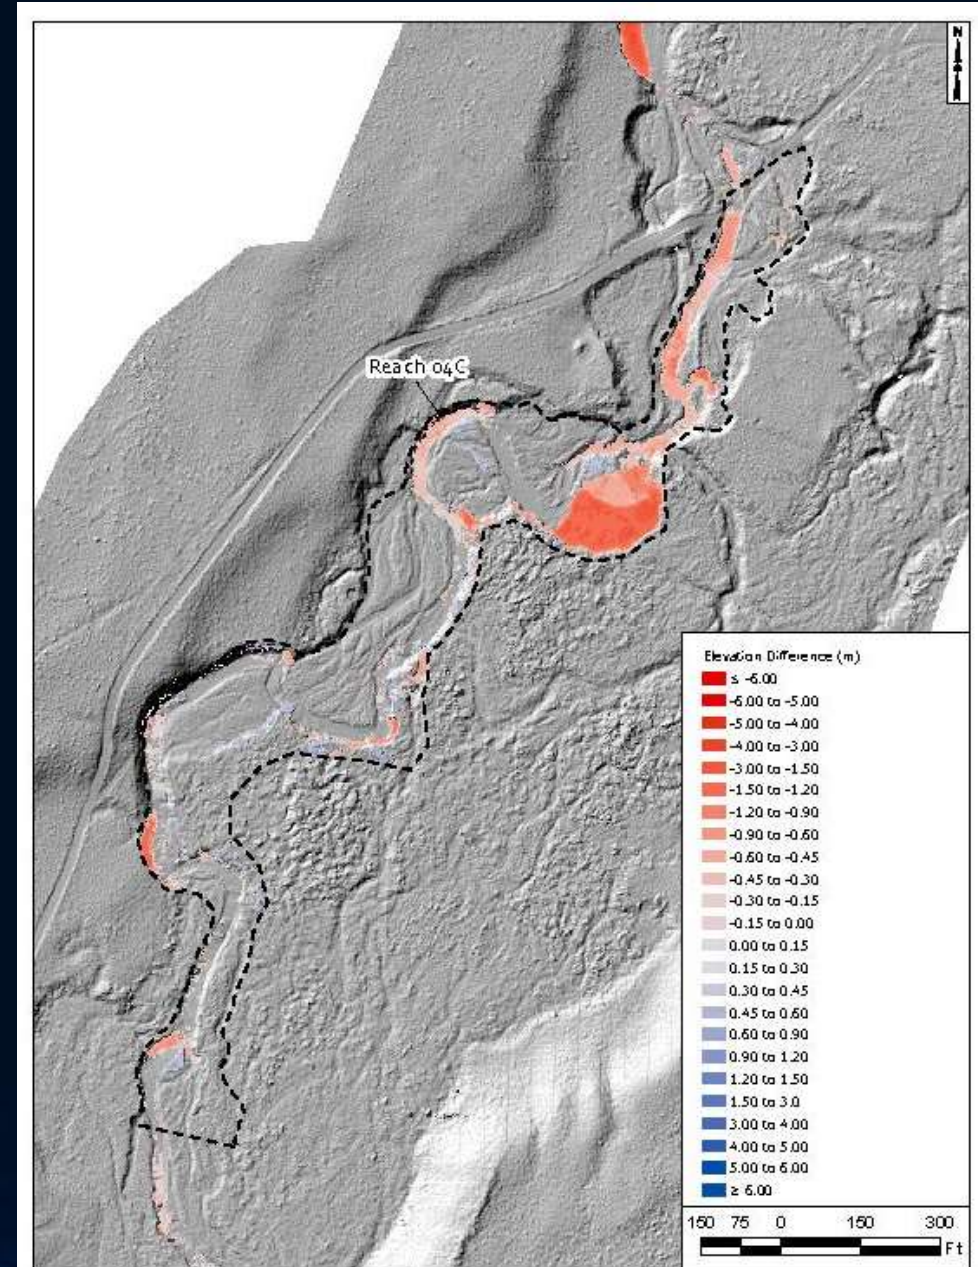 N
Reach 04C
Elevation Difference (m)
≤ -6.00
-6.00 to -5.00
-5.00 to -4.00
-4.00 to -3.00
-3.00 to -1.50
-1.50 to -1.20
-1.20 to -0.90
-0.90 to -0.60
-0.60 to -0.45
-0.45 to -0.30
-0.30 to -0.15
-0.15 to 0.00
0.00 to 0.15
0.15 to 0.30
0.30 to 0.45
0.45 to 0.60
0.60 to 0.90
0.90 to 1.20
1.20 to 1.50
1.50 to 3.0
3.00 to 4.00
4.00 to 5.00
5.00 to 6.00
≥ 6.00
150 75 0 150 300
Ft